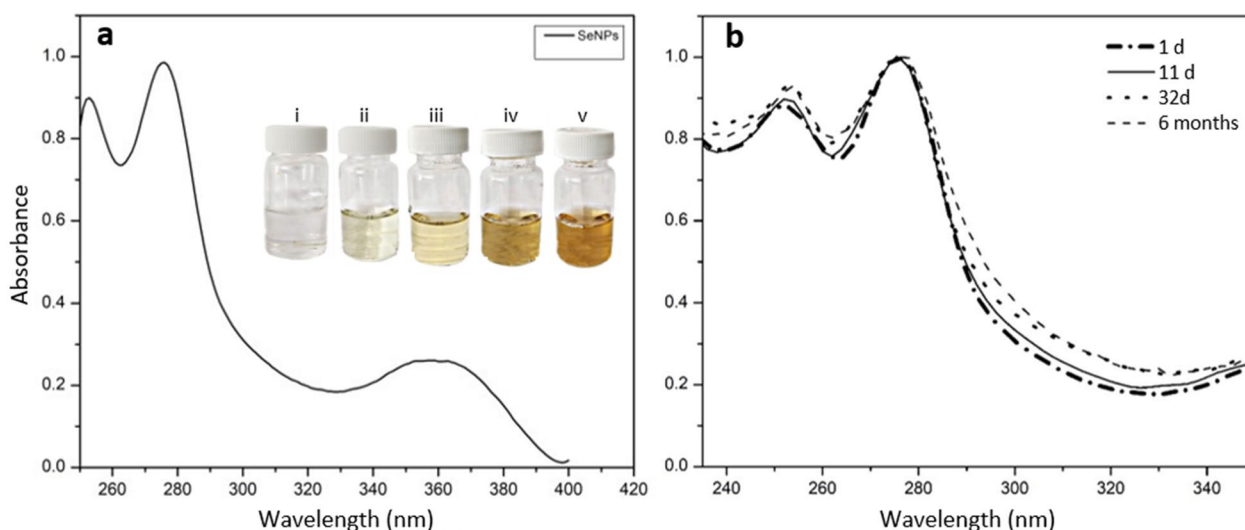 a
SeNPs
i ii iii iv v
Absorbance
1.0
0.8
0.6
0.4
0.2
0.0
260 280 300 320 340 360 380 400 420
Wavelength (nm)
b
1 d
11 d
32d
6 months
1.0
0.8
0.6
0.4
0.2
0.0
240 260 280 300 320 340
Wavelength (nm)